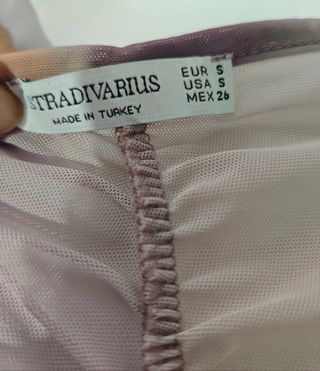 STRADIVARIUS
MADE IN TURKEY
EUR S
USA S
MEX 26